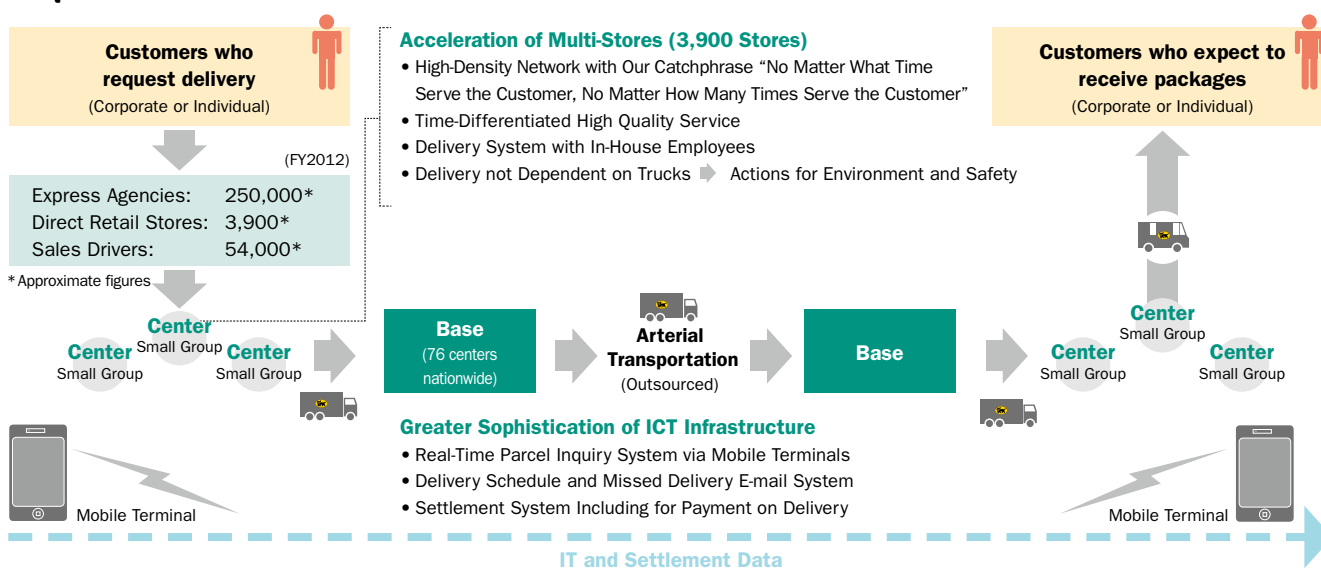 Customers who
request delivery
(Corporate or Individual)
(FY2012)
Express Agencies: 250,000*
Direct Retail Stores: 3,900*
Sales Drivers: 54,000*
*Approximate figures
Acceleration of Multi-Stores (3,900 Stores)
• High-Density Network with Our Catchphrase “No Matter What Time
Serve the Customer, No Matter How Many Times Serve the Customer”
• Time-Differentiated High Quality Service
• Delivery System with In-House Employees
• Delivery not Dependent on Trucks Actions for Environment and Safety
Customers who expect to
receive packages
(Corporate or Individual)
Center
Small Group
Center
Small Group
Center
Small Group
Base
(76 centers
nationwide)
Arterial
Transportation
(Outsourced)
Base
Center
Small Group
Center
Small Group
Center
Small Group
Greater Sophistication of ICT Infrastructure
• Real-Time Parcel Inquiry System via Mobile Terminals
• Delivery Schedule and Missed Delivery E-mail System
• Settlement System Including for Payment on Delivery
Mobile Terminal
Mobile Terminal
IT and Settlement Data